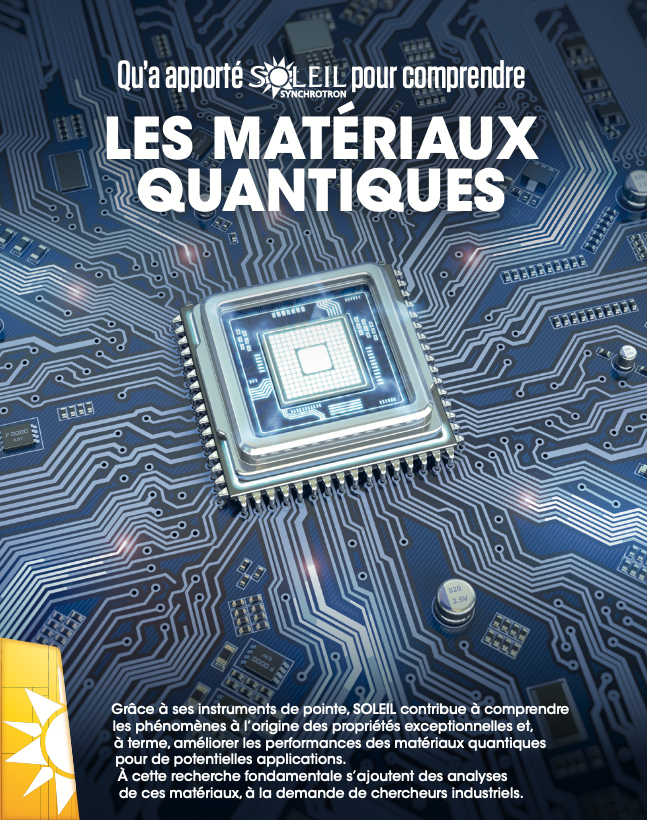 Qu'a apporté SOLEIL SYNCHROTRON pour comprendre
LES MATÉRIAUX
QUANTIQUES
820
2.5V
Grâce à ses instruments de pointe, SOLEIL contribue à comprendre
les phénomènes à l'origine des propriétés exceptionnelles et,
à terme, améliorer les performances des matériaux quantiques
pour de potentielles applications.
À cette recherche fondamentale s'ajoutent des analyses
de ces matériaux, à la demande de chercheurs industriels.